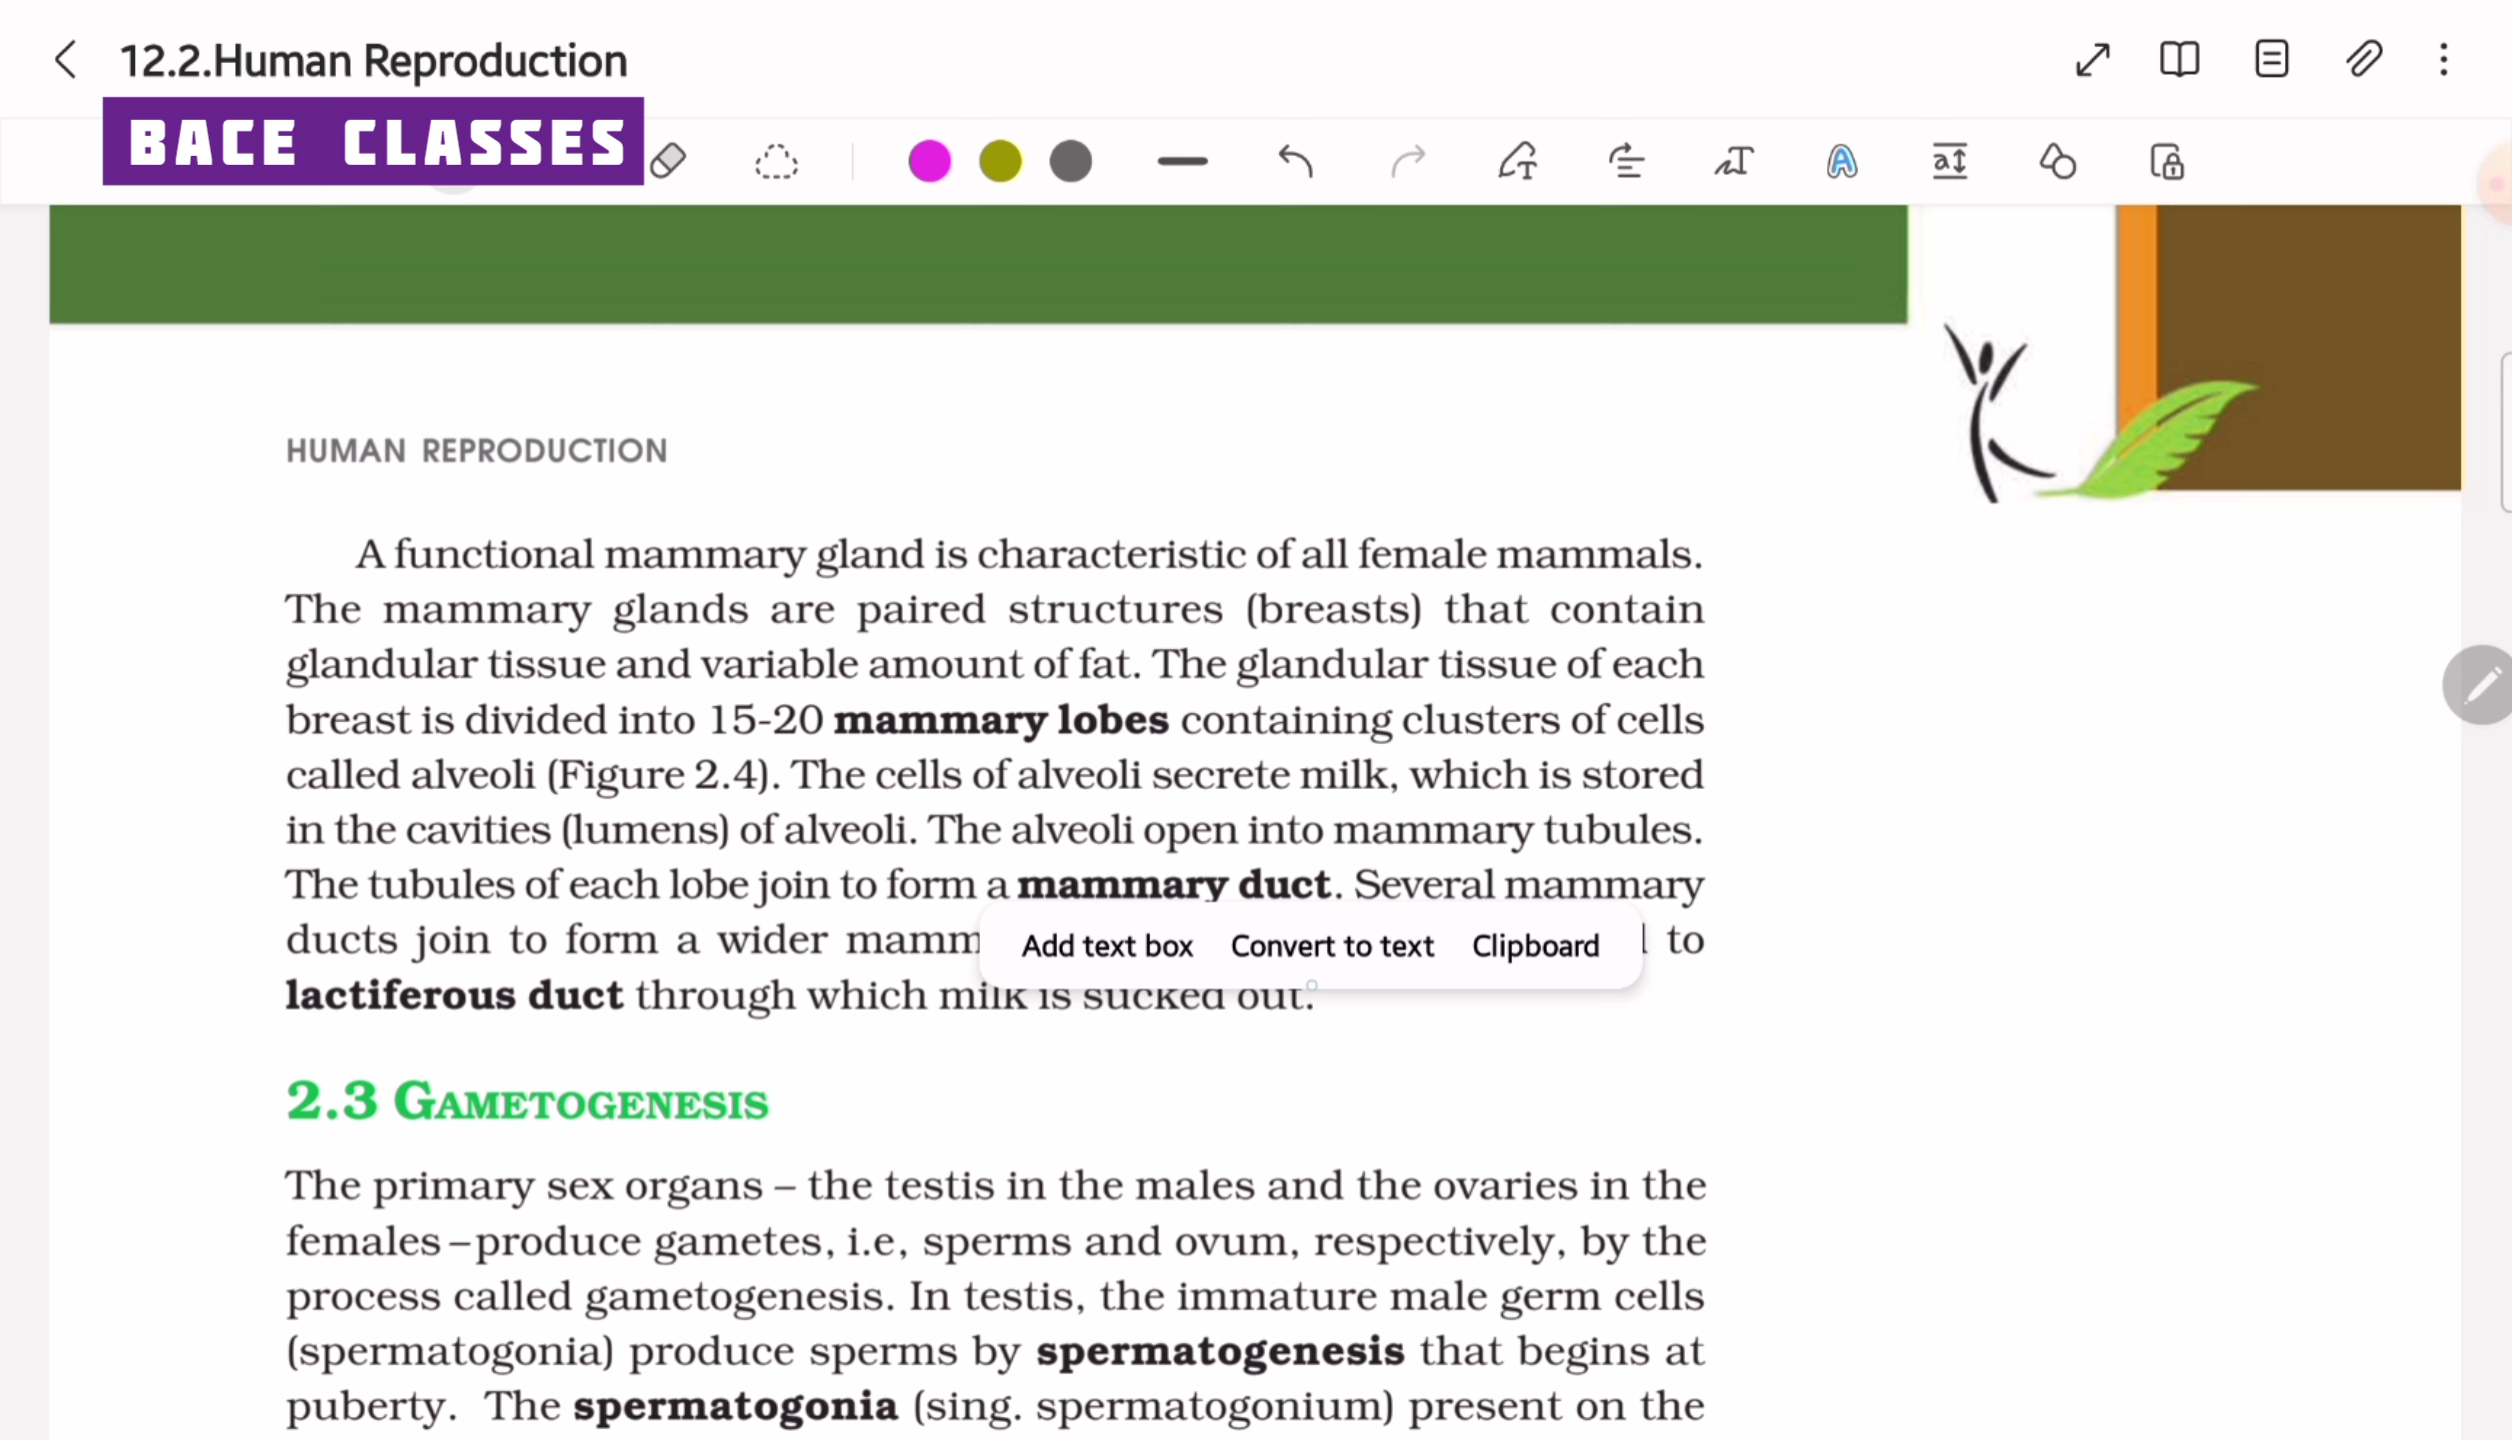 12.2.Human Reproduction
BACE CLASSES
HUMAN REPRODUCTION
A functional mammary gland is characteristic of all female mammals.
The mammary glands are paired structures (breasts) that contain
glandular tissue and variable amount of fat. The glandular tissue of each
breast is divided into 15-20 mammary lobes containing clusters of cells
called alveoli (Figure 2.4). The cells of alveoli secrete milk, which is stored
in the cavities (lumens) of alveoli. The alveoli open into mammary tubules.
The tubules of each lobe join to form a mammary duct. Several mammary
ducts join to form a wider to
Add text box Convert to text Clipboard
lactiferous duct through which milk is sucked out.
2.3 GAMETOGENESIS
The primary sex organs – the testis in the males and the ovaries in the
females –produce gametes, i.e, sperms and ovum, respectively, by the
process called gametogenesis. In testis, the immature male germ cells
(spermatogonia) produce sperms by spermatogenesis that begins at
puberty. The spermatogonia (sing. spermatogonium) present on the